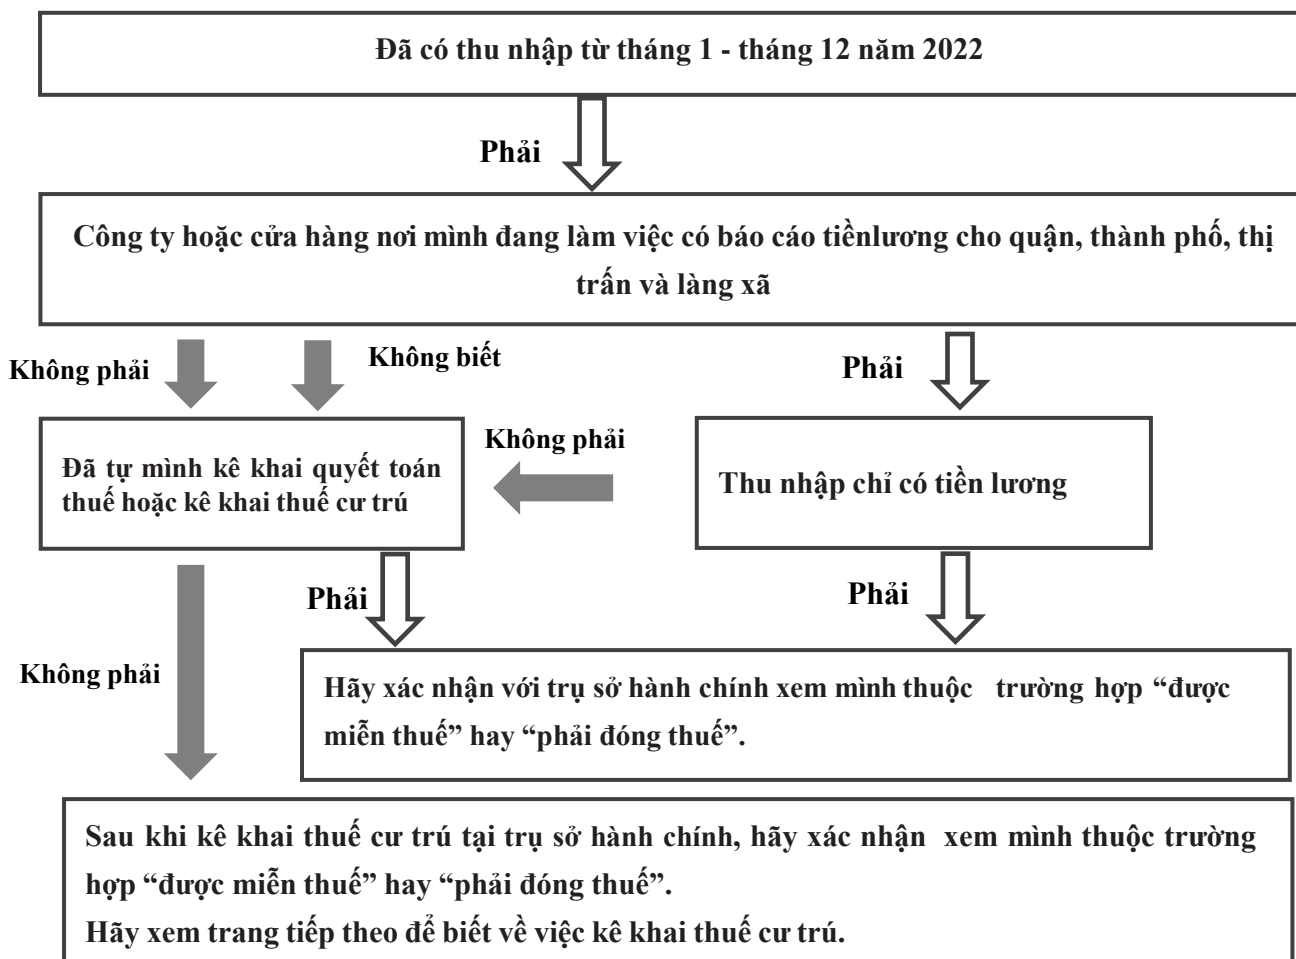 Đã có thu nhập từ tháng 1 - tháng 12 năm 2022
Phải
Công ty hoặc cửa hàng nơi mình đang làm việc có báo cáo tiềnlương cho quận, thành phố, thị
trấn và làng xã
Không phải
Không biết
Phải
Đã tự mình kê khai quyết toán
thuế hoặc kê khai thuế cư trú
Không phải
Thu nhập chỉ có tiền lương
Phải
Phải
Không phải
Hãy xác nhận với trụ sở hành chính xem mình thuộc trường hợp “được
miễn thuế” hay “phải đóng thuế”.
Sau khi kê khai thuế cư trú tại trụ sở hành chính, hãy xác nhận xem mình thuộc trường
hợp “được miễn thuế” hay “phải đóng thuế”.
Hãy xem trang tiếp theo để biết về việc kê khai thuế cư trú.